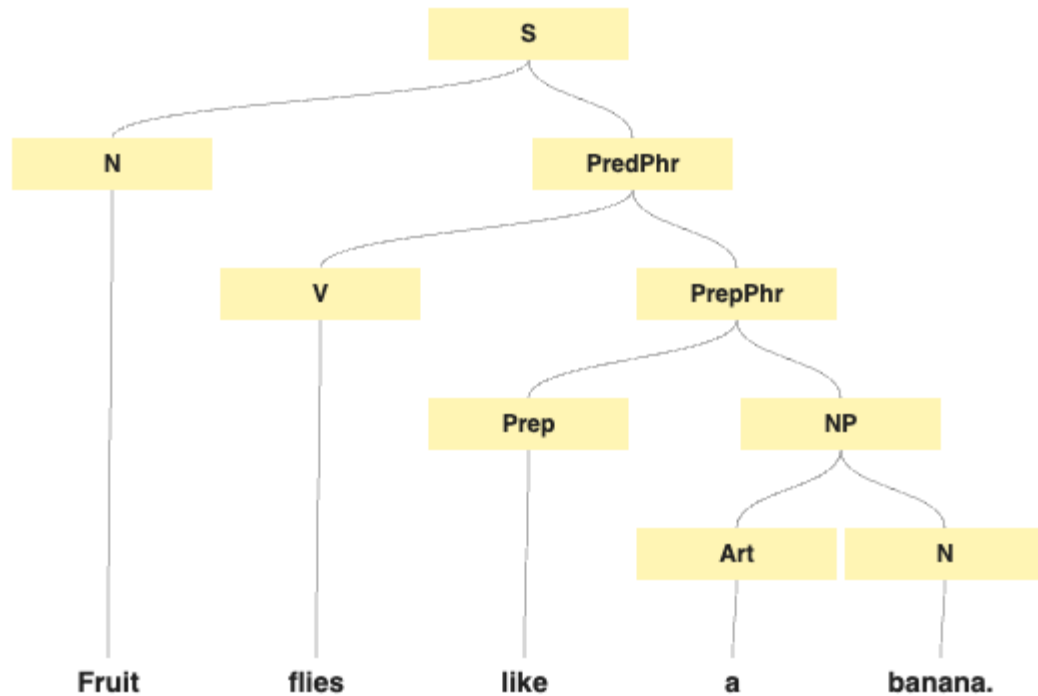 S
N PredPhr
V PrepPhr
Prep NP
Art N
Fruit flies like a banana.